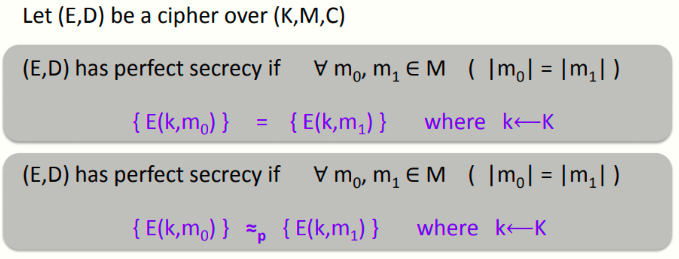 Let (E,D) be a cipher over (K,M,C)
(E,D) has perfect secrecy if ∀ m₀, m₁ ∈ M ( |m₀| = |m₁| )
{ E(k,m₀) } = { E(k,m₁) } where k⟵K
(E,D) has perfect secrecy if ∀ m₀, m₁ ∈ M ( |m₀| = |m₁| )
{ E(k,m₀) } ≈ₚ { E(k,m₁) } where k⟵K